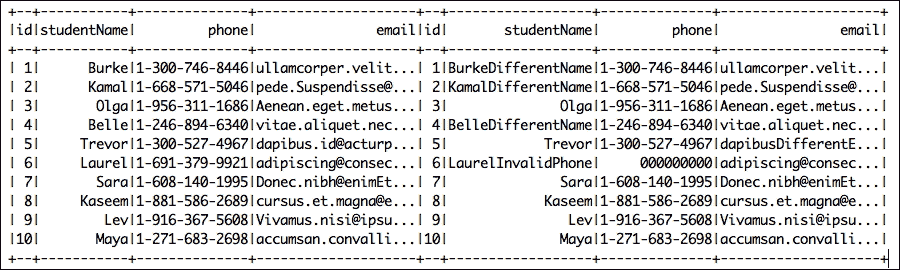 +--+-----------+--------------+--------------------+--+------------------+--------------+--------------------+
|id|studentName|         phone|               email|id|       studentName|         phone|               email|
+--+-----------+--------------+--------------------+--+------------------+--------------+--------------------+
| 1|      Burke|1-300-746-8446|ullamcorper.velit...| 1|BurkeDifferentName|1-300-746-8446|ullamcorper.velit...|
| 2|      Kamal|1-668-571-5046|pede.Suspendisse@...| 2|KamalDifferentName|1-668-571-5046|pede.Suspendisse@...|
| 3|       Olga|1-956-311-1686|Aenean.eget.metus...| 3|              Olga|1-956-311-1686|Aenean.eget.metus...|
| 4|      Belle|1-246-894-6340|vitae.aliquet.nec...| 4|BelleDifferentName|1-246-894-6340|vitae.aliquet.nec...|
| 5|     Trevor|1-300-527-4967|dapibus.id@acturp...| 5|            Trevor|1-300-527-4967|dapibusDifferentE...|
| 6|     Laurel|1-691-379-9921|adipiscing@consec...| 6|LaurelInvalidPhone|     000000000|adipiscing@consec...|
| 7|       Sara|1-608-140-1995|Donec.nibh@enimEt...| 7|              Sara|1-608-140-1995|Donec.nibh@enimEt...|
| 8|     Kaseem|1-881-586-2689|cursus.et.magna@e...| 8|            Kaseem|1-881-586-2689|cursus.et.magna@e...|
| 9|        Lev|1-916-367-5608|Vivamus.nisi@ipsu...| 9|               Lev|1-916-367-5608|Vivamus.nisi@ipsu...|
|10|       Maya|1-271-683-2698|accumsan.convalli...|10|              Maya|1-271-683-2698|accumsan.convalli...|
+--+-----------+--------------+--------------------+--+------------------+--------------+--------------------+